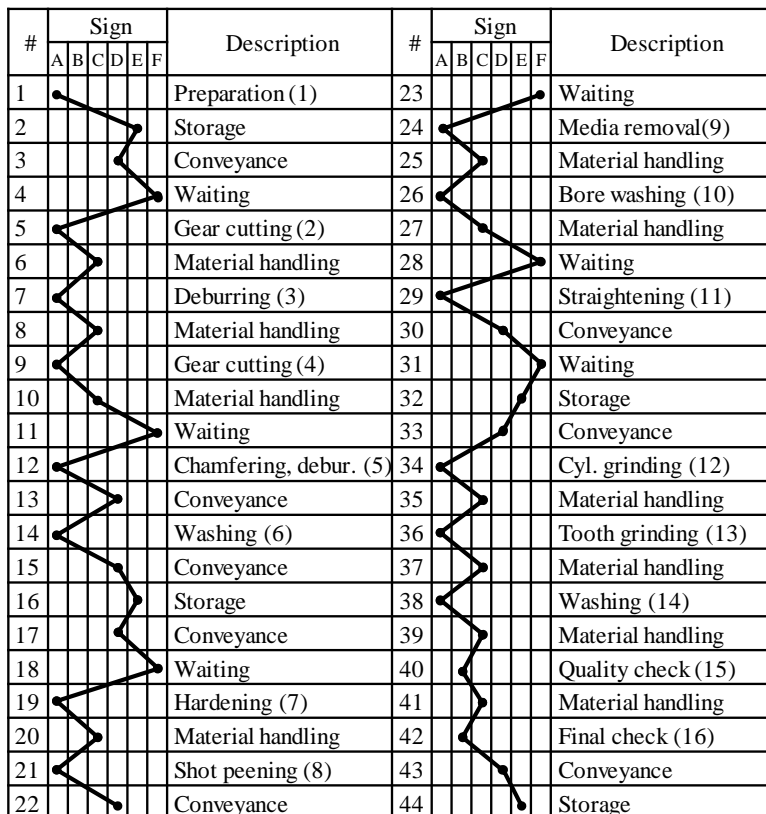 # Sign Description # Sign Description
A B C D E F A B C D E F
1 Preparation (1) 23 Waiting
2 Storage 24 Media removal(9)
3 Conveyance 25 Material handling
4 Waiting 26 Bore washing (10)
5 Gear cutting (2) 27 Material handling
6 Material handling 28 Waiting
7 Deburring (3) 29 Straightening (11)
8 Material handling 30 Conveyance
9 Gear cutting (4) 31 Waiting
10 Material handling 32 Storage
11 Waiting 33 Conveyance
12 Chamfering, debur. (5) 34 Cyl. grinding (12)
13 Conveyance 35 Material handling
14 Washing (6) 36 Tooth grinding (13)
15 Conveyance 37 Material handling
16 Storage 38 Washing (14)
17 Conveyance 39 Material handling
18 Waiting 40 Quality check (15)
19 Hardening (7) 41 Material handling
20 Material handling 42 Final check (16)
21 Shot peening (8) 43 Conveyance
22 Conveyance 44 Storage